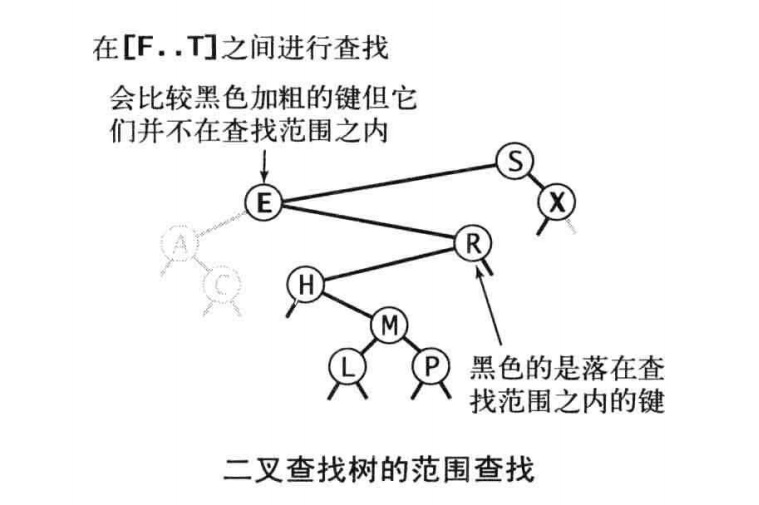 在[F..T]之间进行查找
会比较黑色加粗的键但它
们并不在查找范围之内
S
E
X
A
R
C
H
M
L
P
黑色的是落在查
找范围之内的键
二叉查找树的范围查找